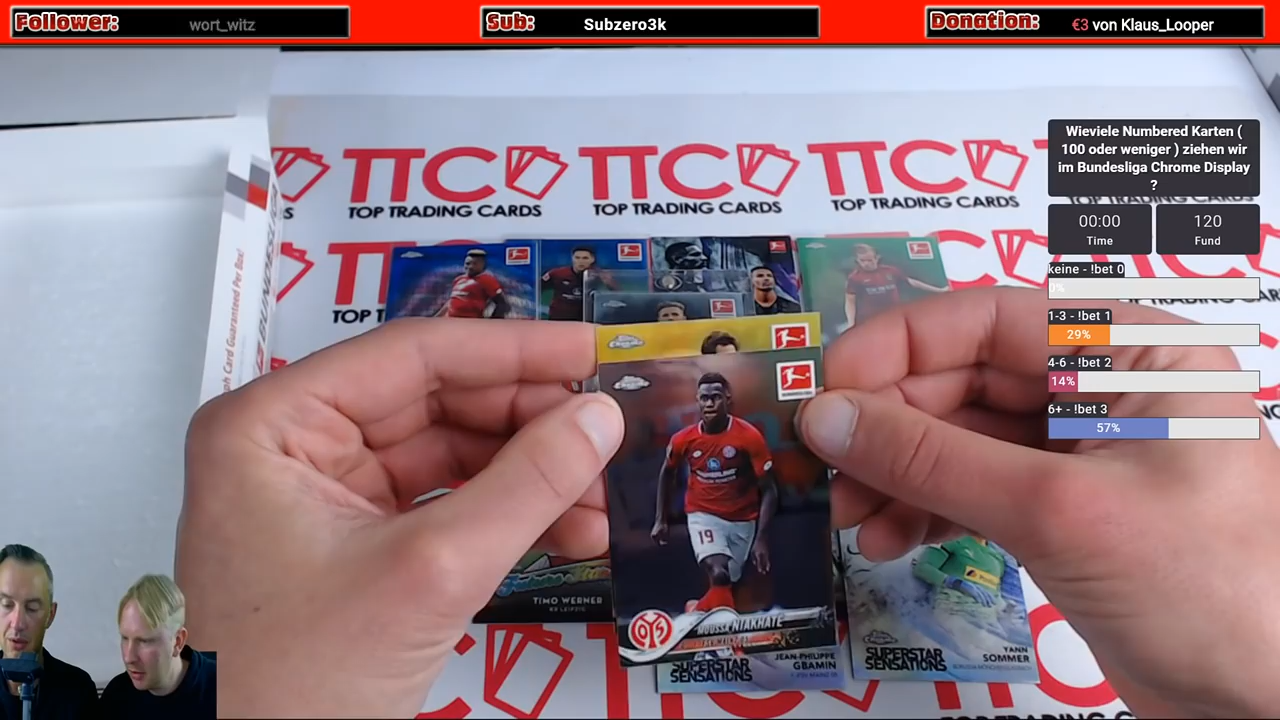 Follower:
wort_witz
Sub:
Subzero3k
Donation:
€3 von Klaus_Looper
Wieviele Numbered Karten (
100 oder weniger ) ziehen wir
im Bundesliga Chrome Display
?
00:00
Time
120
Fund
keine - !bet 0
0%
1-3 - !bet 1
29%
4-6 - !bet 2
14%
6+ - !bet 3
57%
TTC
TOP TRADING CARDS
TTC
TOP TRADING CARDS
TTC
TOP TRADING CARDS
19
MOUSSA NIAKHATE
TIMO WERNER
RB LEIPZIG
SUPERSTAR
SENSATIONS
JEAN-PHILIPPE
GBAMIN
SUPERSTAR
SENSATIONS
YANN
SOMMER